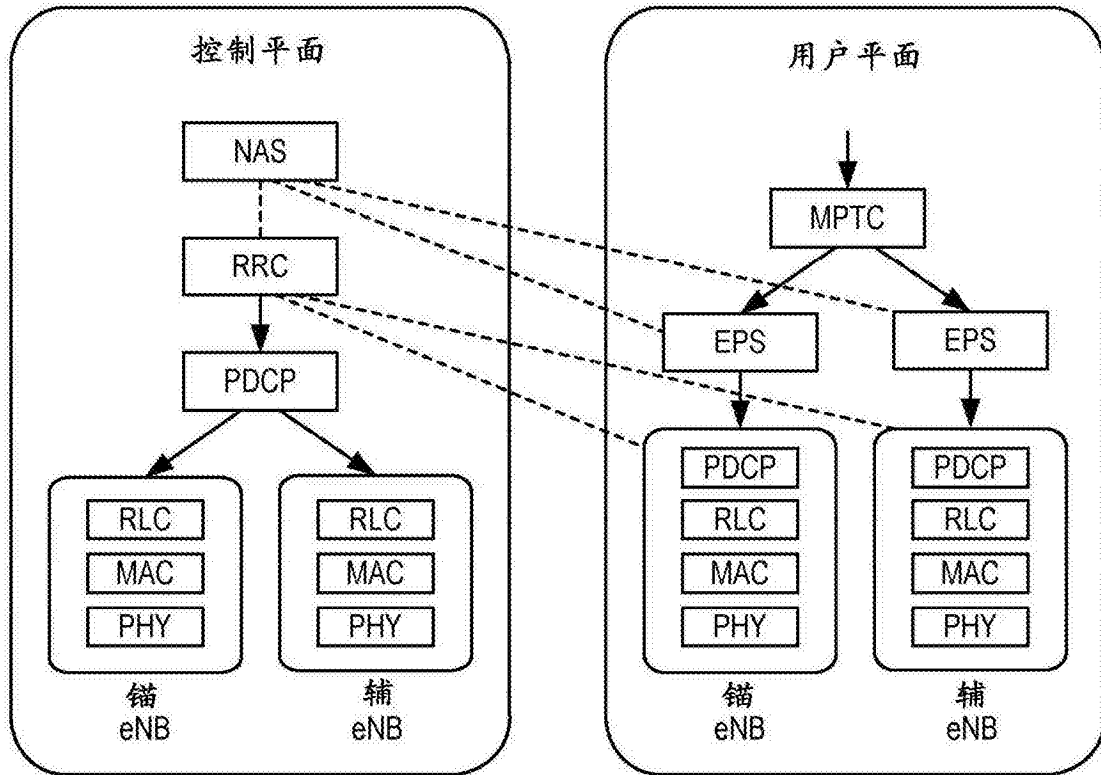 控制平面
NAS
RRC
PDCP
RLC
MAC
PHY
锚
eNB
RLC
MAC
PHY
辅
eNB
用户平面
MPTC
EPS
EPS
PDCP
RLC
MAC
PHY
锚
eNB
PDCP
RLC
MAC
PHY
辅
eNB